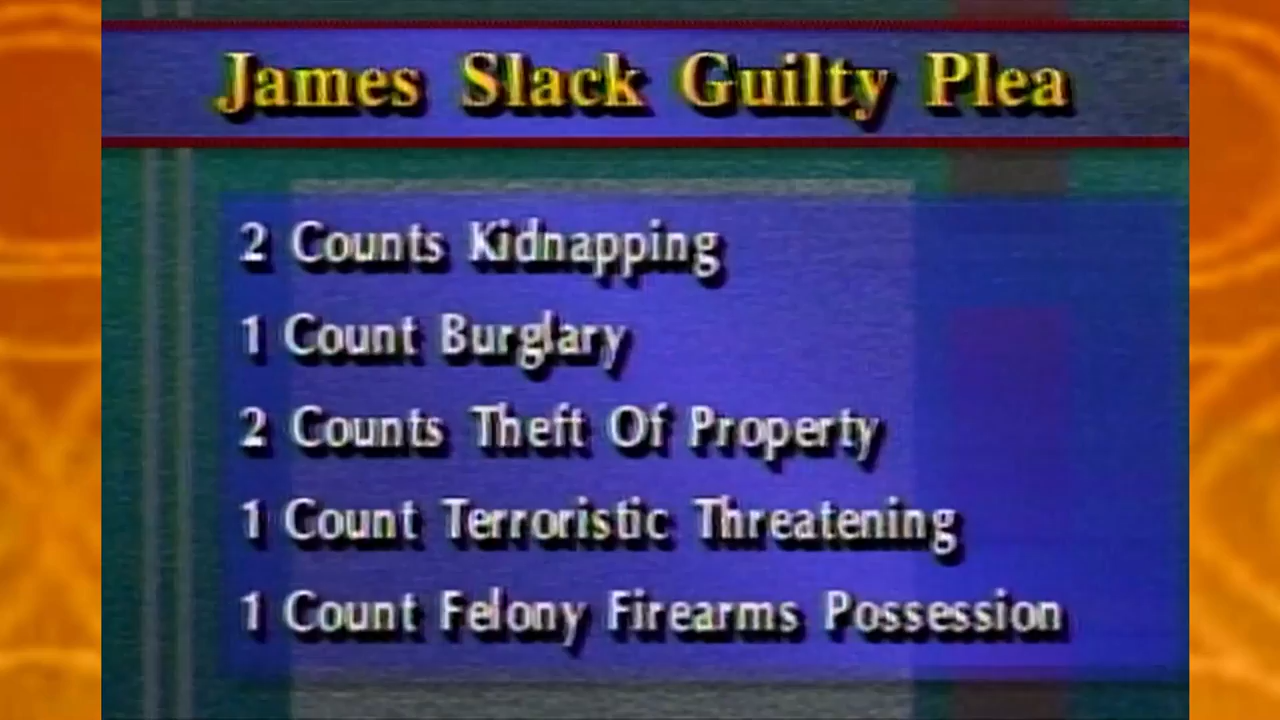 James Slack Guilty Plea
2 Counts Kidnapping
1 Count Burglary
2 Counts Theft Of Property
1 Count Terroristic Threatening
1 Count Felony Firearms Possession